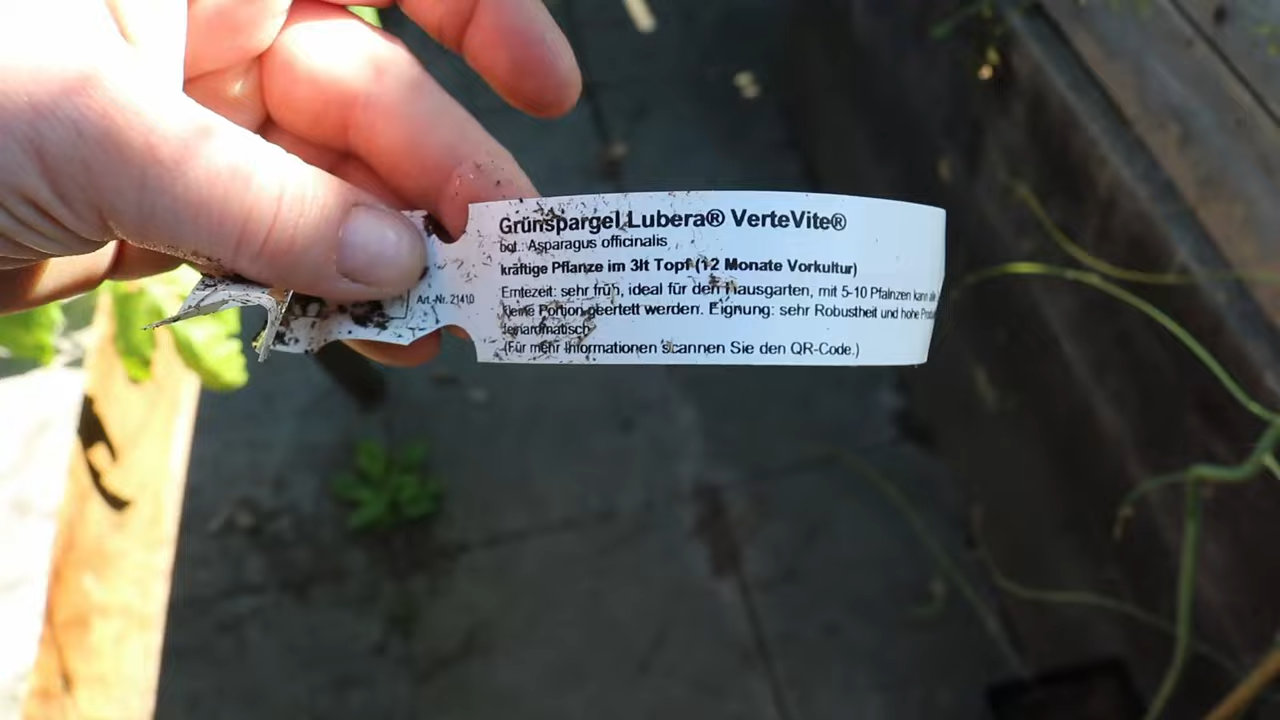 Grünspargel Lubera® VerteVite®
bot.: Asparagus officinalis
kräftige Pflanze im 3lt Topf (12 Monate Vorkultur)
Erntezeit: sehr früh, ideal für den Hausgarten, mit 5-10 Pfalnzen kann
kleine Portion geertett werden. Eignung: sehr Robustheit und hohe
feinaromatisch
(Für mehr Informationen scannen Sie den QR-Code.)
Art.-Nr. 21410